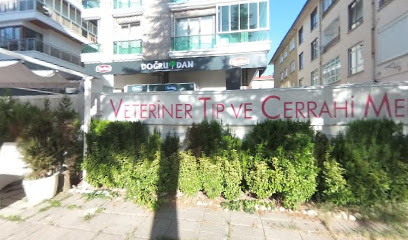 DOĞRUDAN
VETERİNER TIP VE CERRAHİ ME